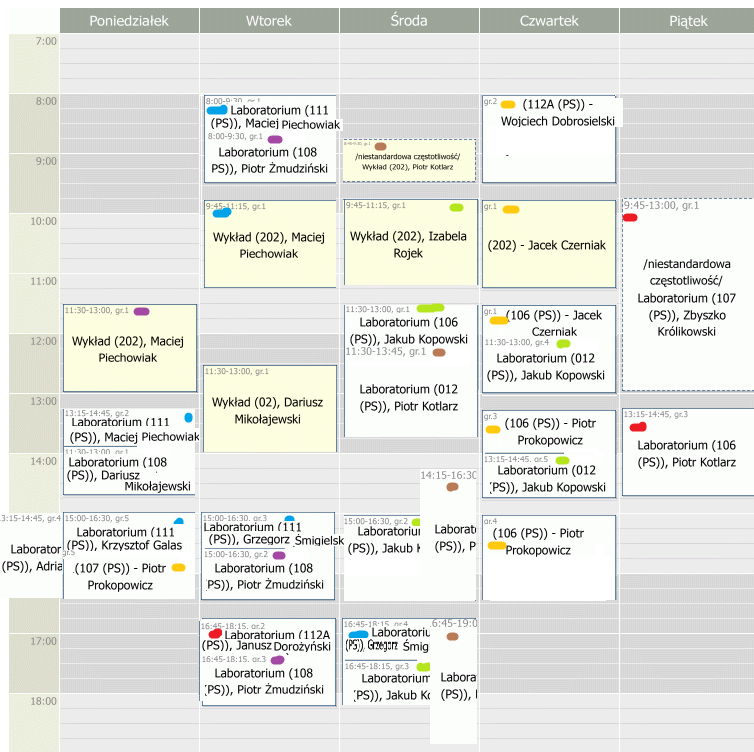 Poniedziałek
Wtorek
Środa
Czwartek
Piątek
7:00
8:00
9:00
10:00
11:00
12:00
13:00
14:00
17:00
18:00
11:30-13:00, gr.1
Wykład (202), Maciej
Piechowiak
13:15-14:45, gr.2
Laboratorium (111
(PS)), Maciej Piechowiak
11:30-13:00, gr.1
Laboratorium (108
(PS)), Dariusz
Mikołajewski
13:15-14:45, gr.4
Laborator
(PS)), Adria
15:00-16:30, gr.5
Laboratorium (111
(PS)), Krzysztof Galas
gr.5
(107 (PS)) - Piotr
Prokopowicz
8:00-9:30, gr.1
Laboratorium (111
(PS)), Maciej Piechowiak
8:00-9:30, gr.1
Laboratorium (108
PS)), Piotr Żmudziński
9:45-11:15, gr.1
Wykład (202), Maciej
Piechowiak
11:30-13:00, gr.1
Wykład (02), Dariusz
Mikołajewski
15:00-16:30, gr.3
Laboratorium (111
(PS)), Grzegorz Śmigielsk
15:00-16:30, gr.2
Laboratorium (108
(PS)), Piotr Żmudziński
16:45-18:15, gr.2
Laboratorium (112A
(PS)), Janusz Dorożyński
16:45-18:15, gr.3
Laboratorium (108
(PS)), Piotr Żmudziński
8:40-9:30, gr.1
/niestandardowa częstotliwość/
Wykład (202), Piotr Kotlarz
9:45-11:15, gr.1
Wykład (202), Izabela
Rojek
11:30-13:00, gr.1
Laboratorium (106
(PS)), Jakub Kopowski
11:30-13:45, gr.1
Laboratorium (012
(PS)), Piotr Kotlarz
14:15-16:30
Laborat
(PS)), P
15:00-16:30, gr.2
Laboratorium
(PS)), Jakub K
16:45-18:15, gr.4
Laboratoriu
(PS)), Grzegorz Śmig
16:45-18:15, gr.3
Laboratorium
(PS)), Jakub Ko
6:45-19:0
Labora
(PS)),
gr.2
(112A (PS)) -
Wojciech Dobrosielski
gr.1
(202) - Jacek Czerniak
gr.1
(106 (PS)) - Jacek
Czerniak
11:30-13:00, gr.4
Laboratorium (012
(PS)), Jakub Kopowski
gr.3
(106 (PS)) - Piotr
Prokopowicz
13:15-14:45, gr.5
Laboratorium (012
(PS)), Jakub Kopowski
gr.4
(106 (PS)) - Piotr
Prokopowicz
9:45-13:00, gr.1
/niestandardowa
częstotliwość/
Laboratorium (107
(PS)), Zbyszko
Królikowski
13:15-14:45, gr.3
Laboratorium (106
(PS)), Piotr Kotlarz